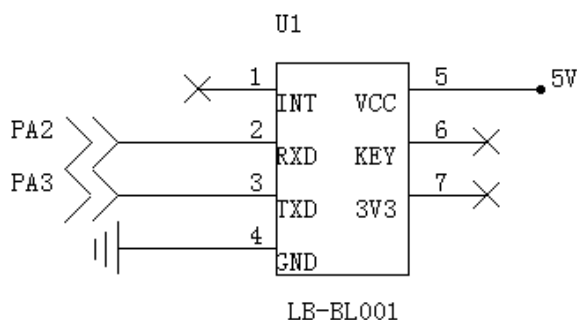 U1
1 5 5V
INT VCC
PA2 2 6
RXD KEY
PA3 3 7
TXD 3V3
4
GND
LB-BL001